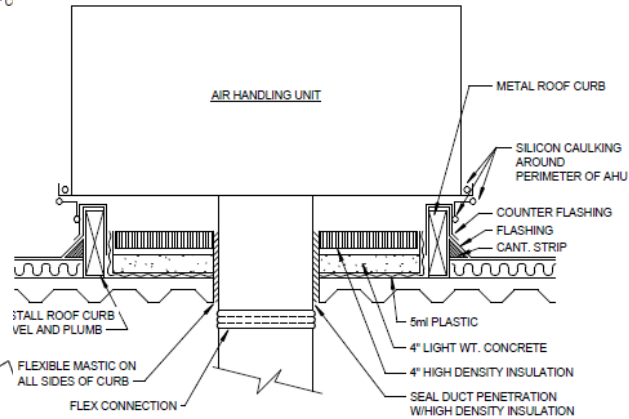 AIR HANDLING UNIT
METAL ROOF CURB
SILICON CAULKING
AROUND
PERIMETER OF AHU
COUNTER FLASHING
FLASHING
CANT. STRIP
5ml PLASTIC
4" LIGHT WT. CONCRETE
4" HIGH DENSITY INSULATION
SEAL DUCT PENETRATION
W/HIGH DENSITY INSULATION
STALL ROOF CURB
VEL AND PLUMB
FLEXIBLE MASTIC ON
ALL SIDES OF CURB
FLEX CONNECTION